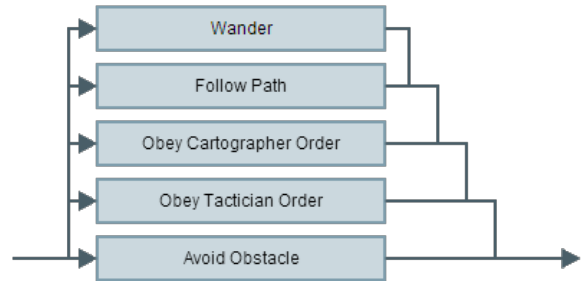 Wander
Follow Path
Obey Cartographer Order
Obey Tactician Order
Avoid Obstacle